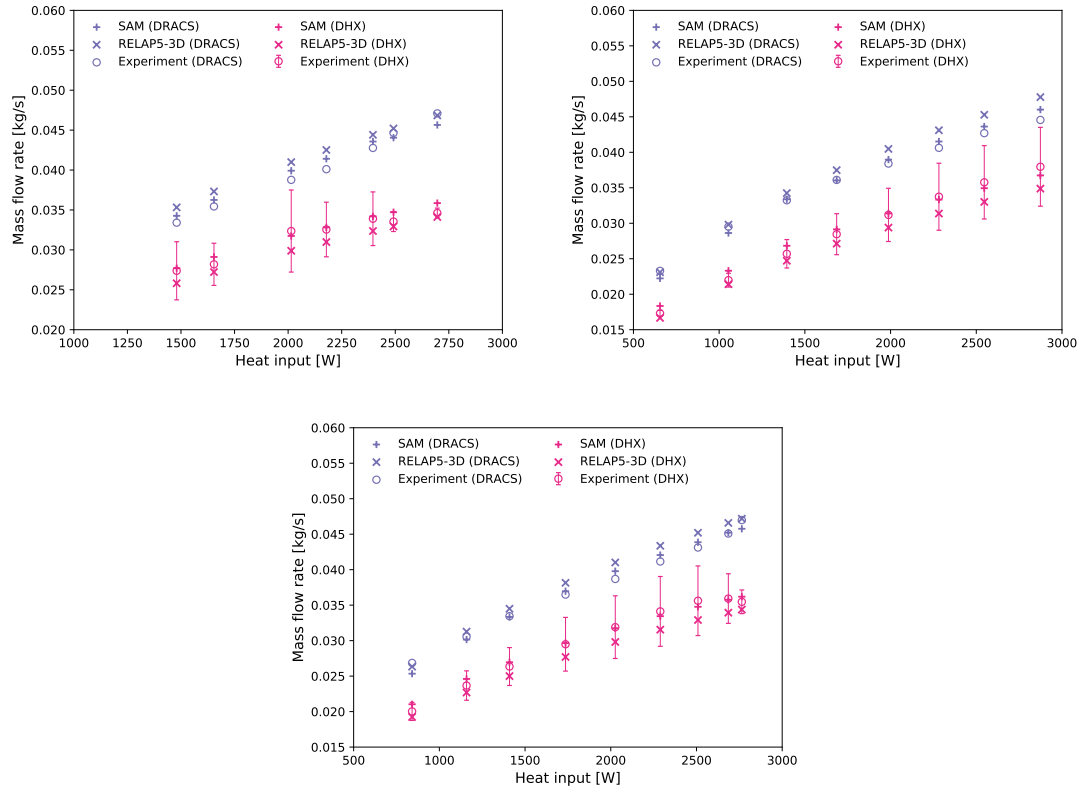 SAM (DRACS)
RELAP5-3D (DRACS)
Experiment (DRACS)
SAM (DHX)
RELAP5-3D (DHX)
Experiment (DHX)
Mass flow rate [kg/s]
0.060
0.055
0.050
0.045
0.040
0.035
0.030
0.025
0.020
1000 1250 1500 1750 2000 2250 2500 2750 3000
Heat input [W]
SAM (DRACS)
RELAP5-3D (DRACS)
Experiment (DRACS)
SAM (DHX)
RELAP5-3D (DHX)
Experiment (DHX)
Mass flow rate [kg/s]
0.060
0.055
0.050
0.045
0.040
0.035
0.030
0.025
0.020
0.015
500 1000 1500 2000 2500 3000
Heat input [W]
SAM (DRACS)
RELAP5-3D (DRACS)
Experiment (DRACS)
SAM (DHX)
RELAP5-3D (DHX)
Experiment (DHX)
Mass flow rate [kg/s]
0.060
0.055
0.050
0.045
0.040
0.035
0.030
0.025
0.020
0.015
500 1000 1500 2000 2500 3000
Heat input [W]